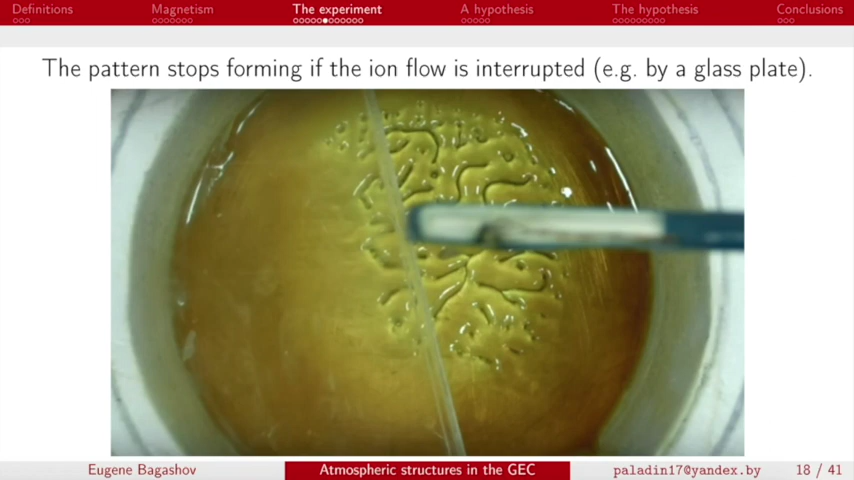 Definitions
Magnetism
The experiment
A hypothesis
The hypothesis
Conclusions
The pattern stops forming if the ion flow is interrupted (e.g. by a glass plate).
Eugene Bagashov
Atmospheric structures in the GEC
paladin17@yandex.by
18 / 41